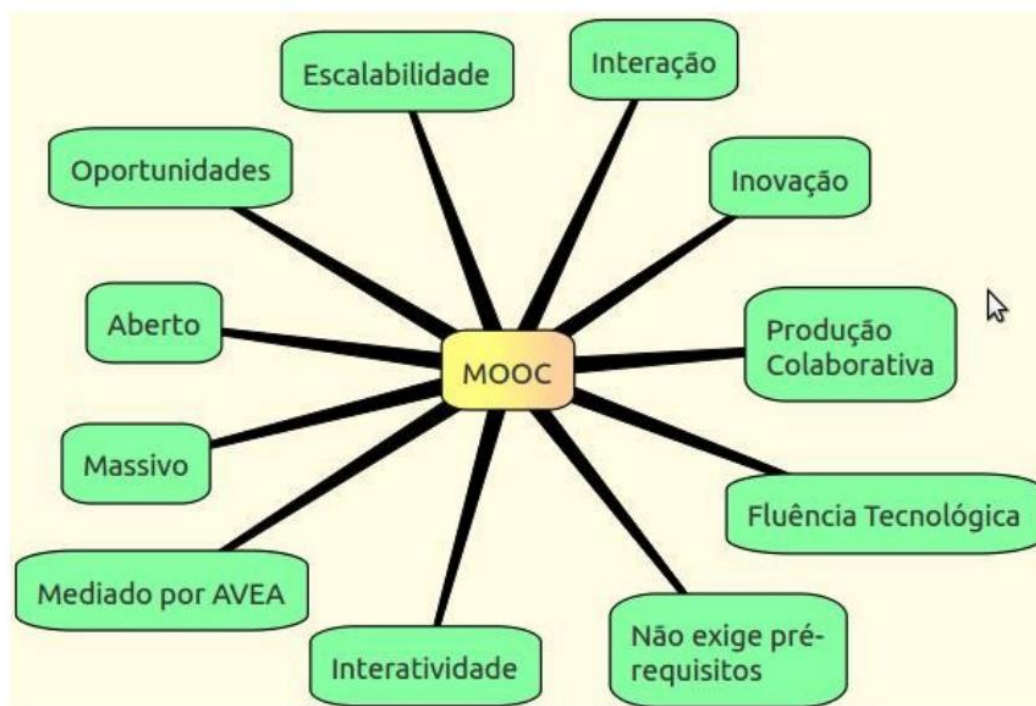 Escalabilidade
Interação
Oportunidades
Inovação
Aberto
Produção
Colaborativa
MOOC
Massivo
Fluência Tecnológica
Mediado por AVEA
Interatividade
Não exige pré-
requisitos